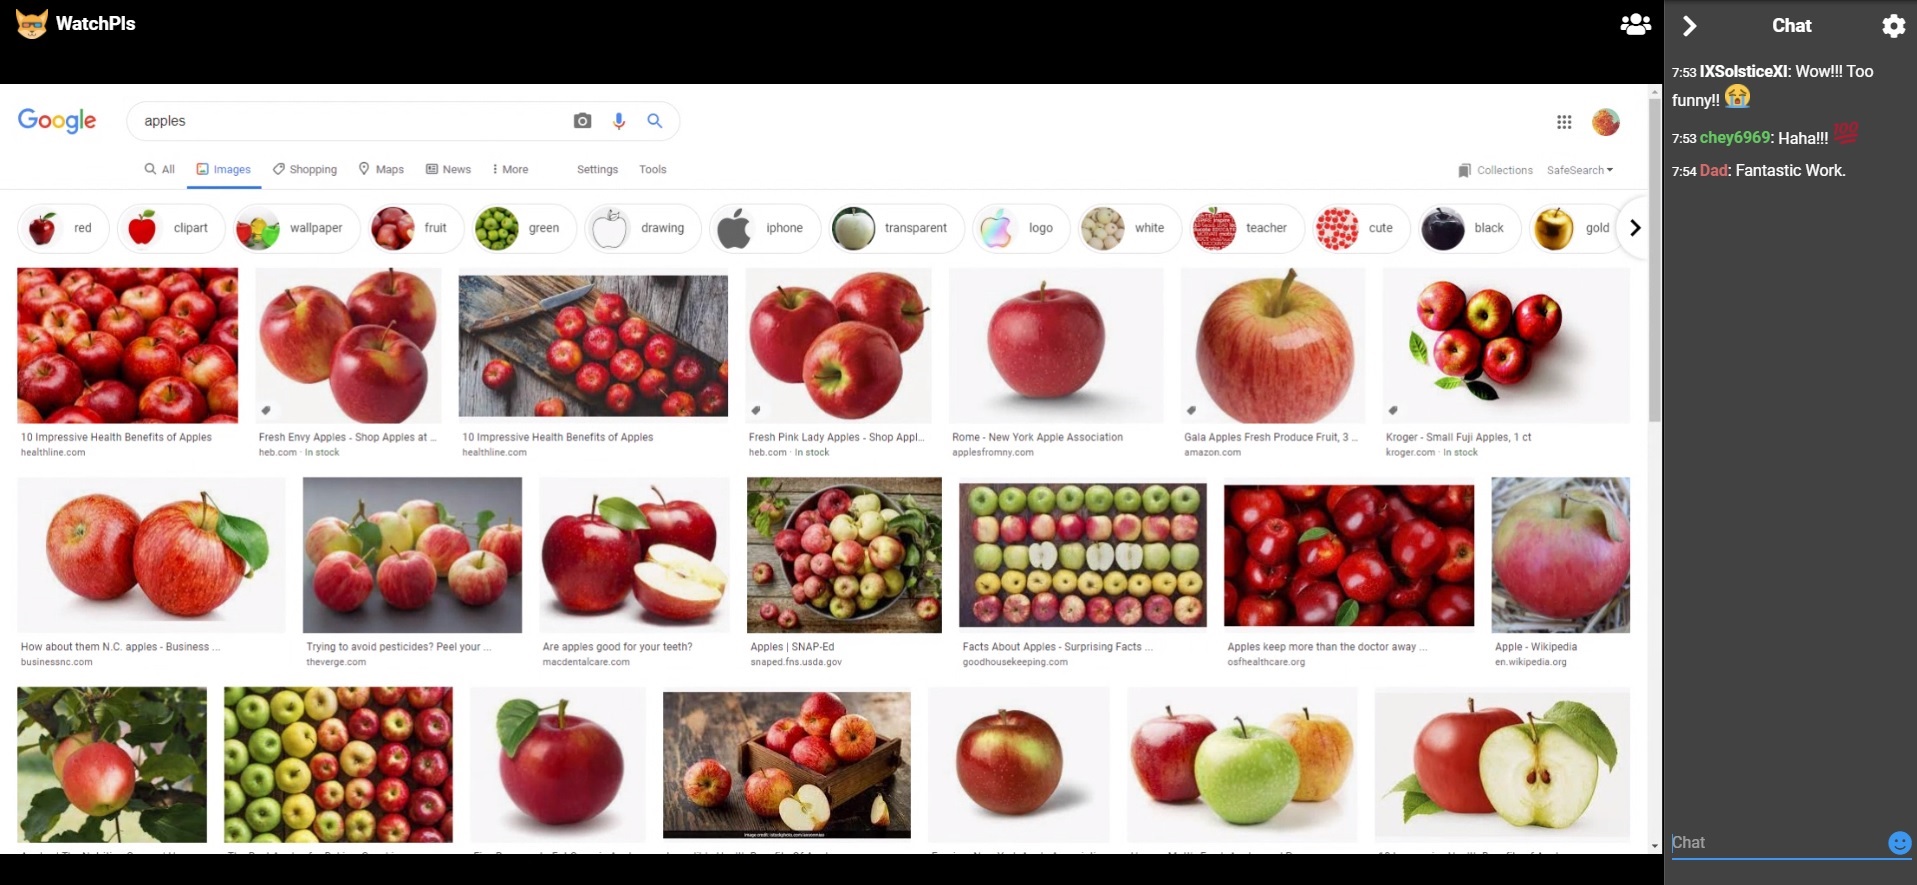 WatchPls
Google
apples
All
Images
Shopping
Maps
News
More
Settings
Tools
Collections
SafeSearch
red
clipart
wallpaper
fruit
green
drawing
iphone
transparent
logo
white
teacher
cute
black
gold
10 Impressive Health Benefits of Apples
healthline.com
Fresh Envy Apples - Shop Apples at ...
heb.com · In stock
10 Impressive Health Benefits of Apples
healthline.com
Fresh Pink Lady Apples - Shop Appl...
heb.com · In stock
Rome - New York Apple Association
applesfromny.com
Gala Apples Fresh Produce Fruit, 3 ...
amazon.com
Kroger - Small Fuji Apples, 1 ct
kroger.com · In stock
How about them N.C. apples - Business ...
businessnc.com
Trying to avoid pesticides? Peel your ...
theverge.com
Are apples good for your teeth?
macdentalcare.com
Apples | SNAP-Ed
snaped.fns.usda.gov
Facts About Apples - Surprising Facts ...
goodhousekeeping.com
Apples keep more than the doctor away ...
osfhealthcare.org
Apple - Wikipedia
en.wikipedia.org
Chat
7:53 IXSolsticeXI: Wow!!! Too
funny!!
7:53 chey6969: Haha!!! 100
7:54 Dad: Fantastic Work.
Chat